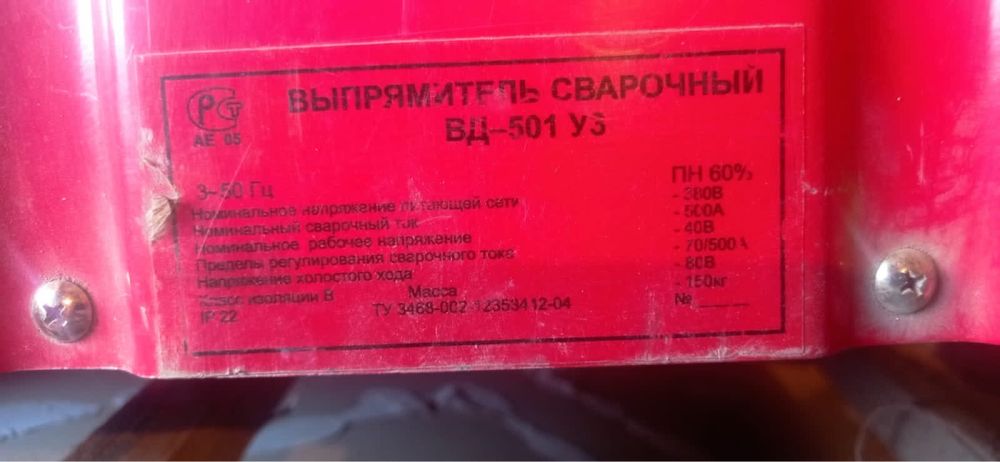 РСТ
АЕ 05
ВЫПРЯМИТЕЛЬ СВАРОЧНЫЙ
ВД–501 У3
3~50 Гц ПН 60%
Номинальное напряжение питающей сети - 380В
Номинальный сварочный ток - 500А
Номинальное рабочее напряжение - 40В
Пределы регулирования сварочного тока - 70/500А
Напряжение холостого хода - 80В
Класс изоляции В Масса - 150кг
IP 22 ТУ 3468-002-12353412-04 № ______